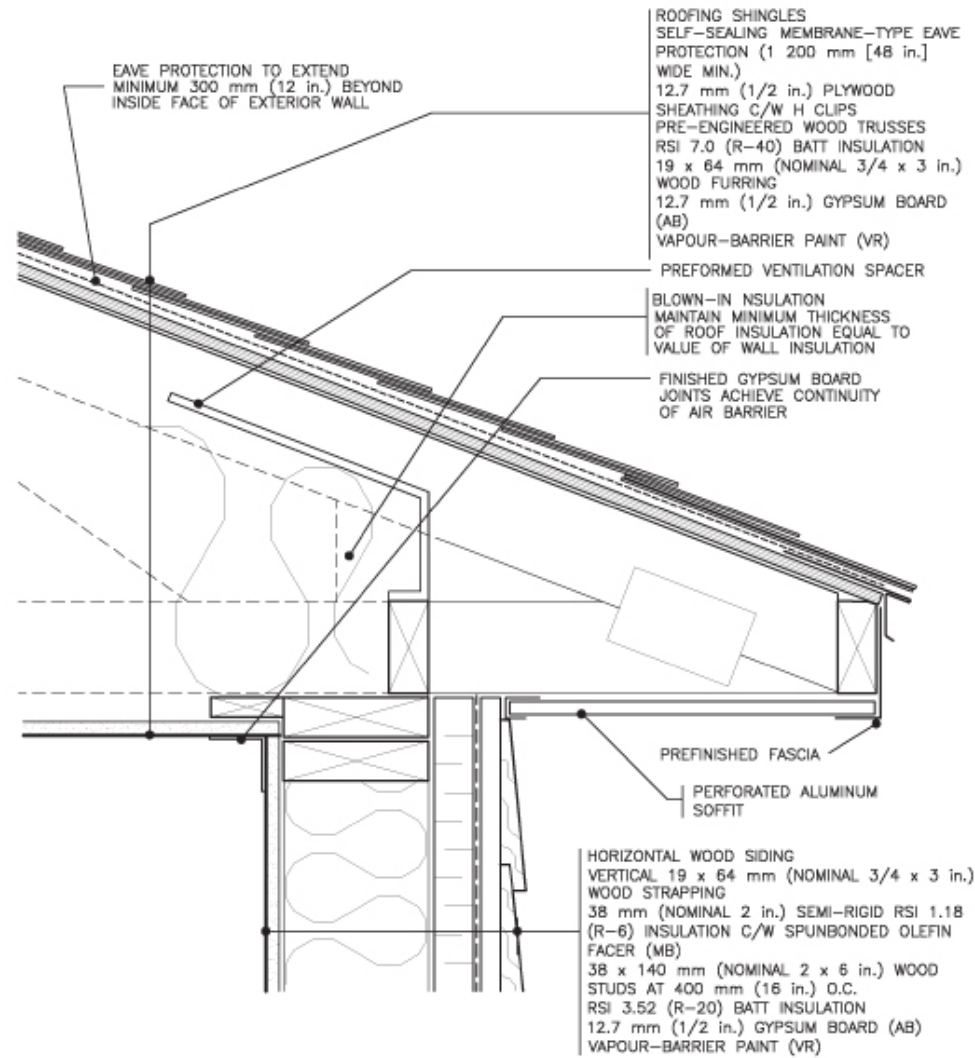 EAVE PROTECTION TO EXTEND
MINIMUM 300 mm (12 in.) BEYOND
INSIDE FACE OF EXTERIOR WALL
ROOFING SHINGLES
SELF-SEALING MEMBRANE-TYPE EAVE
PROTECTION (1 200 mm [48 in.]
WIDE MIN.)
12.7 mm (1/2 in.) PLYWOOD
SHEATHING C/W H CLIPS
PRE-ENGINEERED WOOD TRUSSES
RSI 7.0 (R-40) BATT INSULATION
19 x 64 mm (NOMINAL 3/4 x 3 in.)
WOOD FURRING
12.7 mm (1/2 in.) GYPSUM BOARD
(AB)
VAPOUR-BARRIER PAINT (VR)
PREFORMED VENTILATION SPACER
BLOWN-IN NSULATION
MAINTAIN MINIMUM THICKNESS
OF ROOF INSULATION EQUAL TO
VALUE OF WALL INSULATION
FINISHED GYPSUM BOARD
JOINTS ACHIEVE CONTINUITY
OF AIR BARRIER
PREFINISHED FASCIA
PERFORATED ALUMINUM
SOFFIT
HORIZONTAL WOOD SIDING
VERTICAL 19 x 64 mm (NOMINAL 3/4 x 3 in.)
WOOD STRAPPING
38 mm (NOMINAL 2 in.) SEMI-RIGID RSI 1.18
(R-6) INSULATION C/W SPUNBONDED OLEFIN
FACER (MB)
38 x 140 mm (NOMINAL 2 x 6 in.) WOOD
STUDS AT 400 mm (16 in.) O.C.
RSI 3.52 (R-20) BATT INSULATION
12.7 mm (1/2 in.) GYPSUM BOARD (AB)
VAPOUR-BARRIER PAINT (VR)